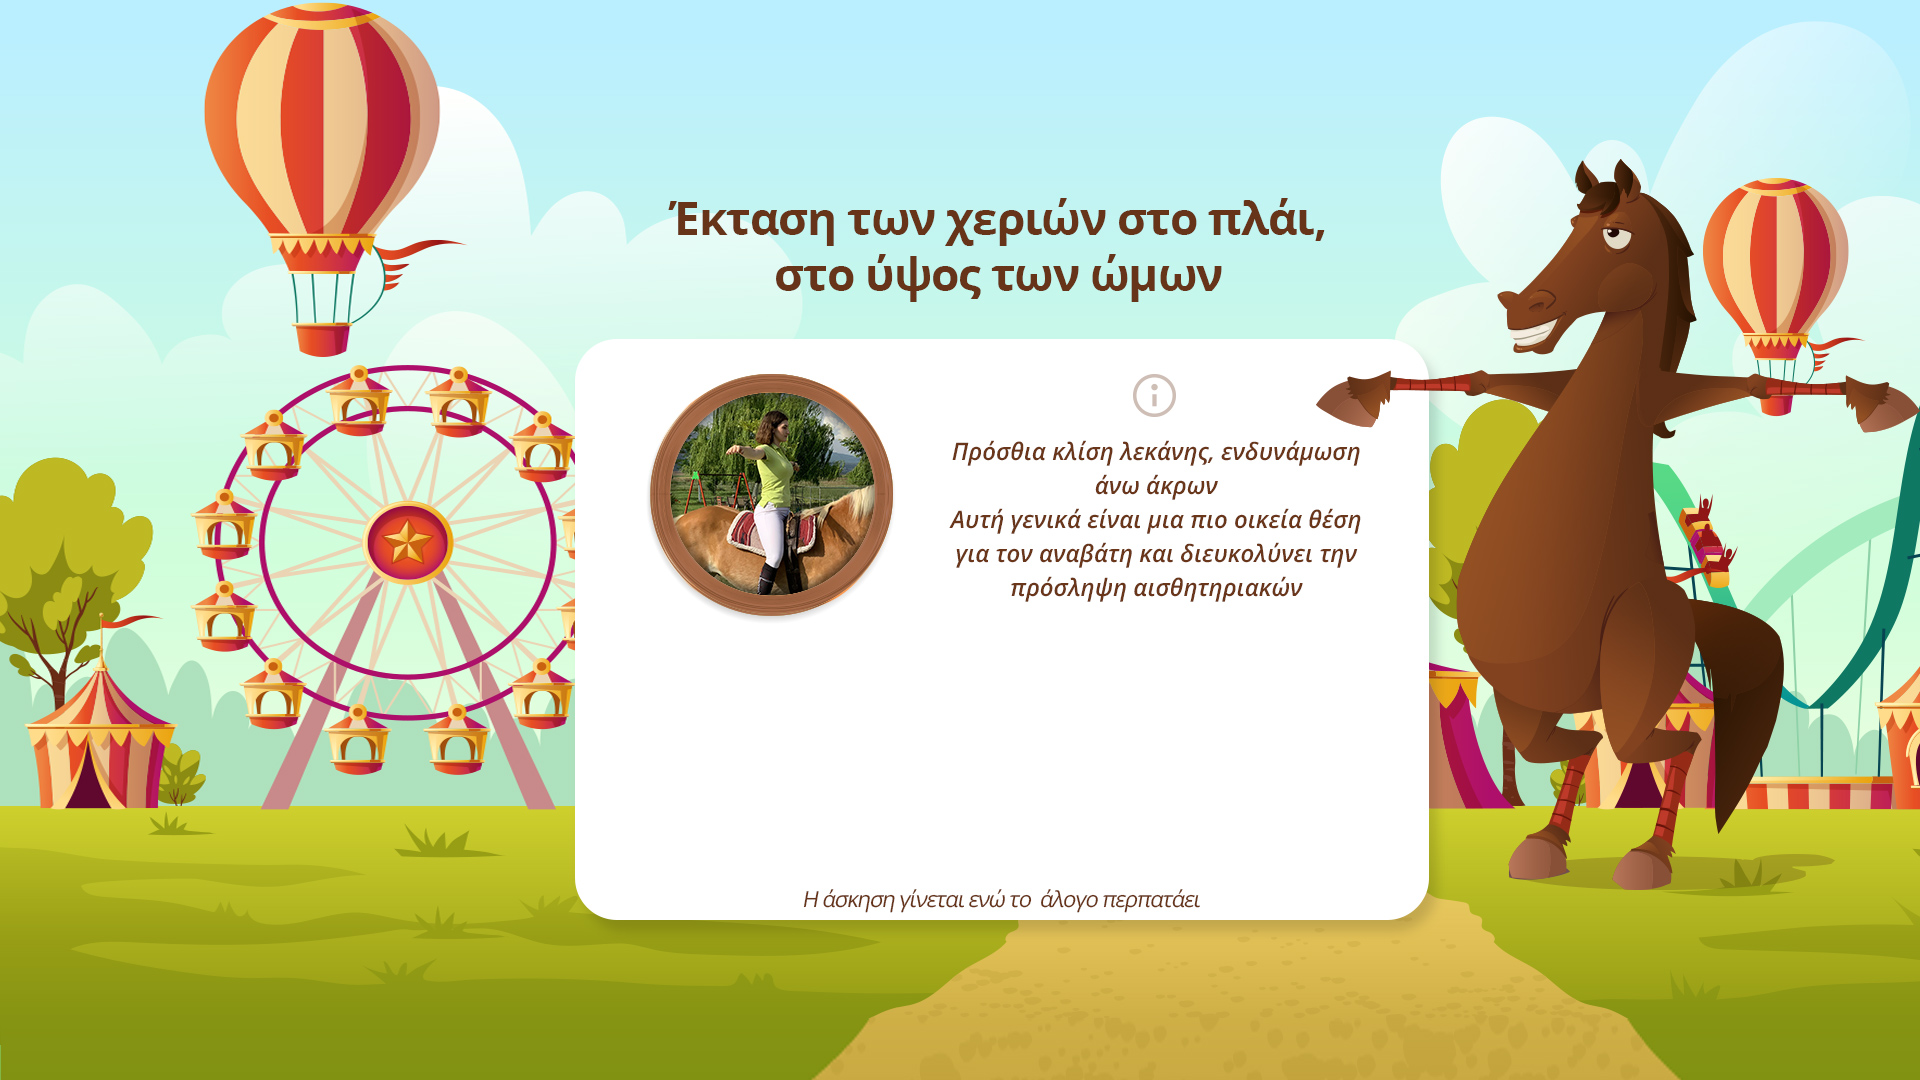 Έκταση των χεριών στο πλάι,
στο ύψος των ώμων
Πρόσθια κλίση λεκάνης, ενδυνάμωση
άνω άκρων
Αυτή γενικά είναι μια πιο οικεία θέση
για τον αναβάτη και διευκολύνει την
πρόσληψη αισθητηριακών
Η άσκηση γίνεται ενώ το  άλογο περπατάει